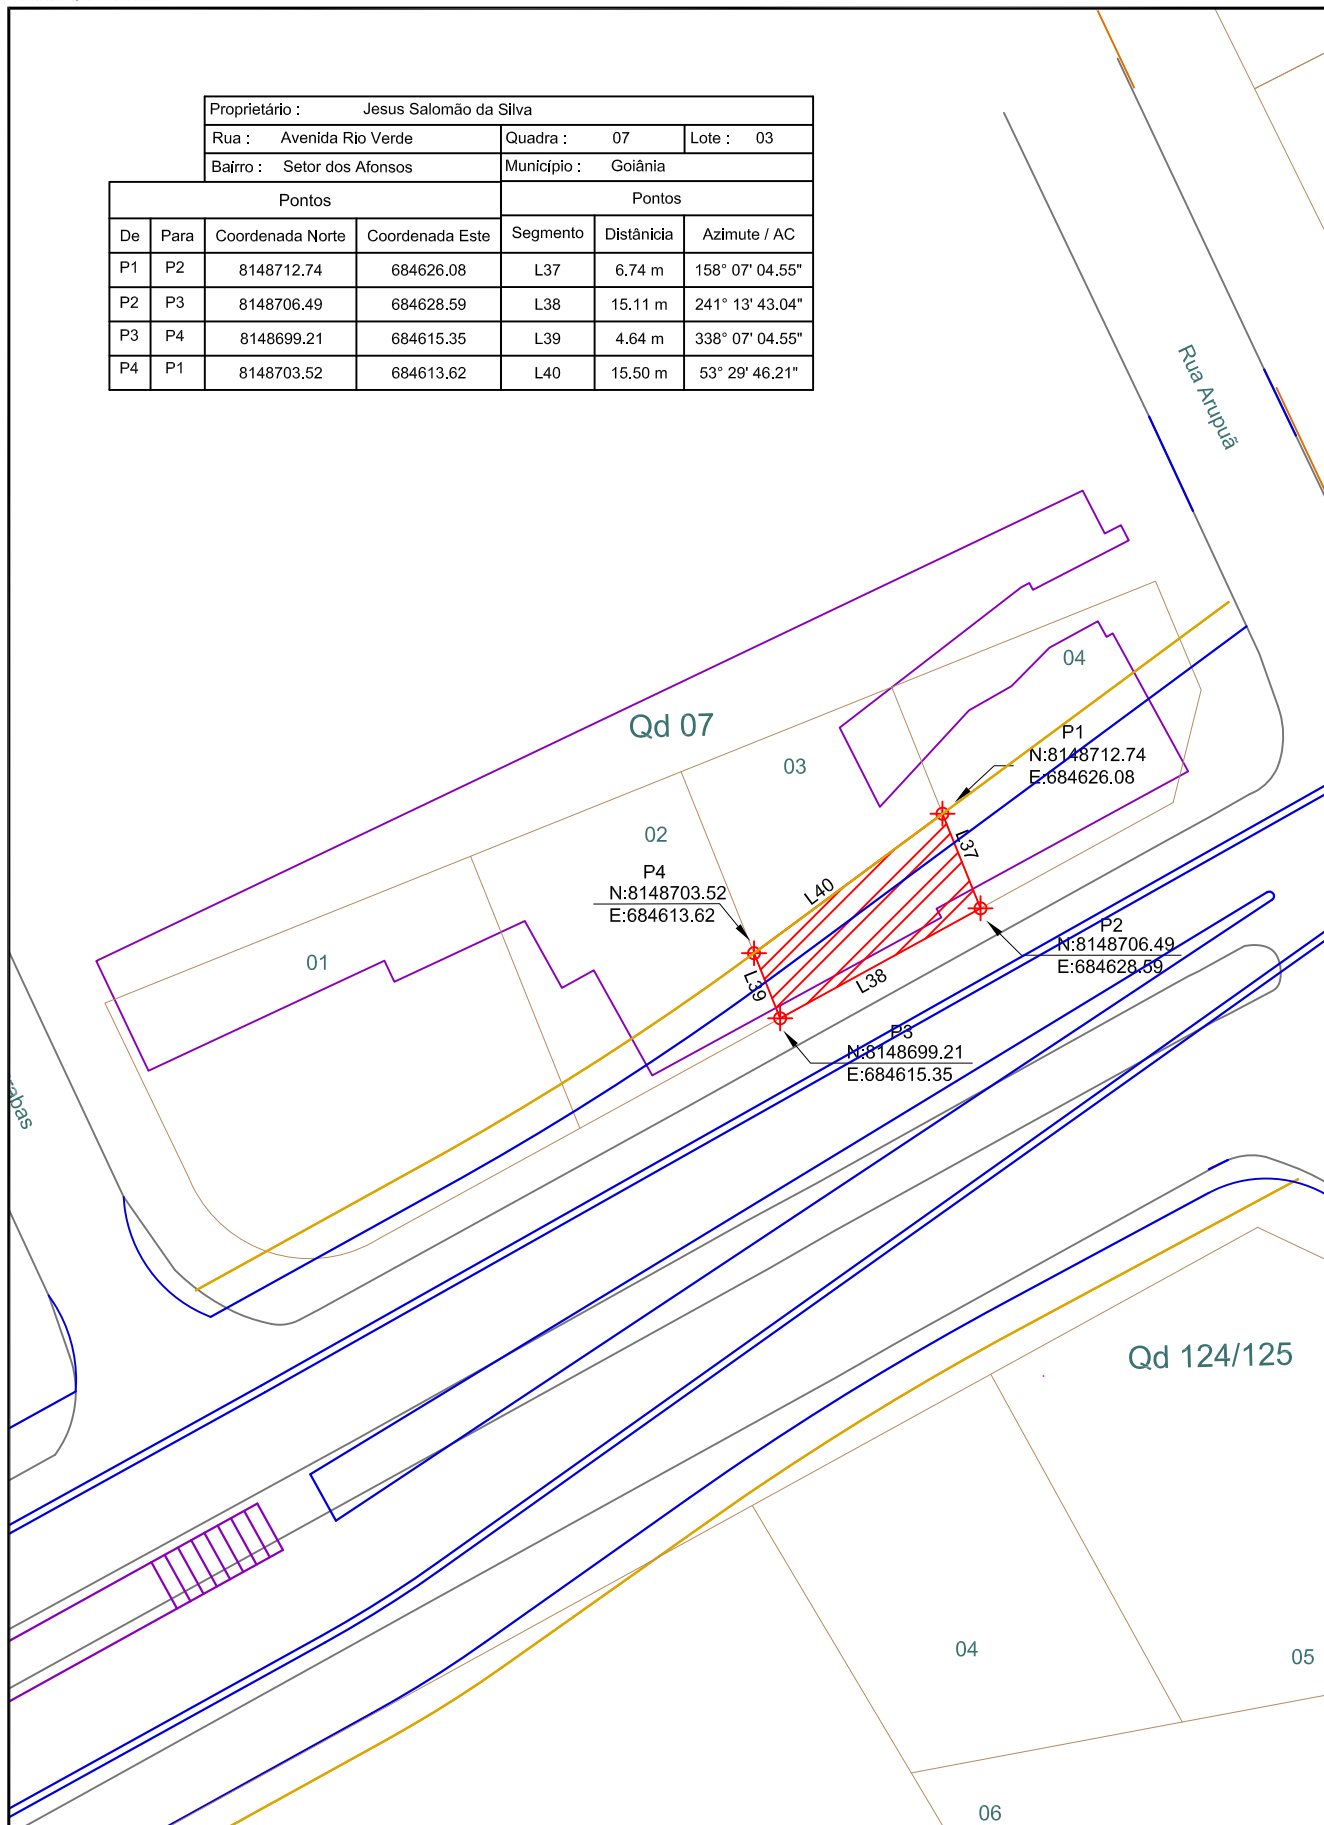 Proprietário : Jesus Salomão da Silva
Rua : Avenida Rio Verde Quadra : 07 Lote : 03
Bairro : Setor dos Afonsos Município : Goiânia
Pontos Pontos
De Para Coordenada Norte Coordenada Este Segmento Distânicia Azimute / AC
P1 P2 8148712.74 684626.08 L37 6.74 m 158° 07' 04.55"
P2 P3 8148706.49 684628.59 L38 15.11 m 241° 13' 43.04"
P3 P4 8148699.21 684615.35 L39 4.64 m 338° 07' 04.55"
P4 P1 8148703.52 684613.62 L40 15.50 m 53° 29' 46.21"
Rua Arupuã
04
Qd 07
03
P1
N:8148712.74
E:684626.08
02
L37
P4
N:8148703.52
E:684613.62
L40
P2
N:8148706.49
E:684628.59
01
L39
L38
P3
N:8148699.21
E:684615.35
Qd 124/125
04
05
06